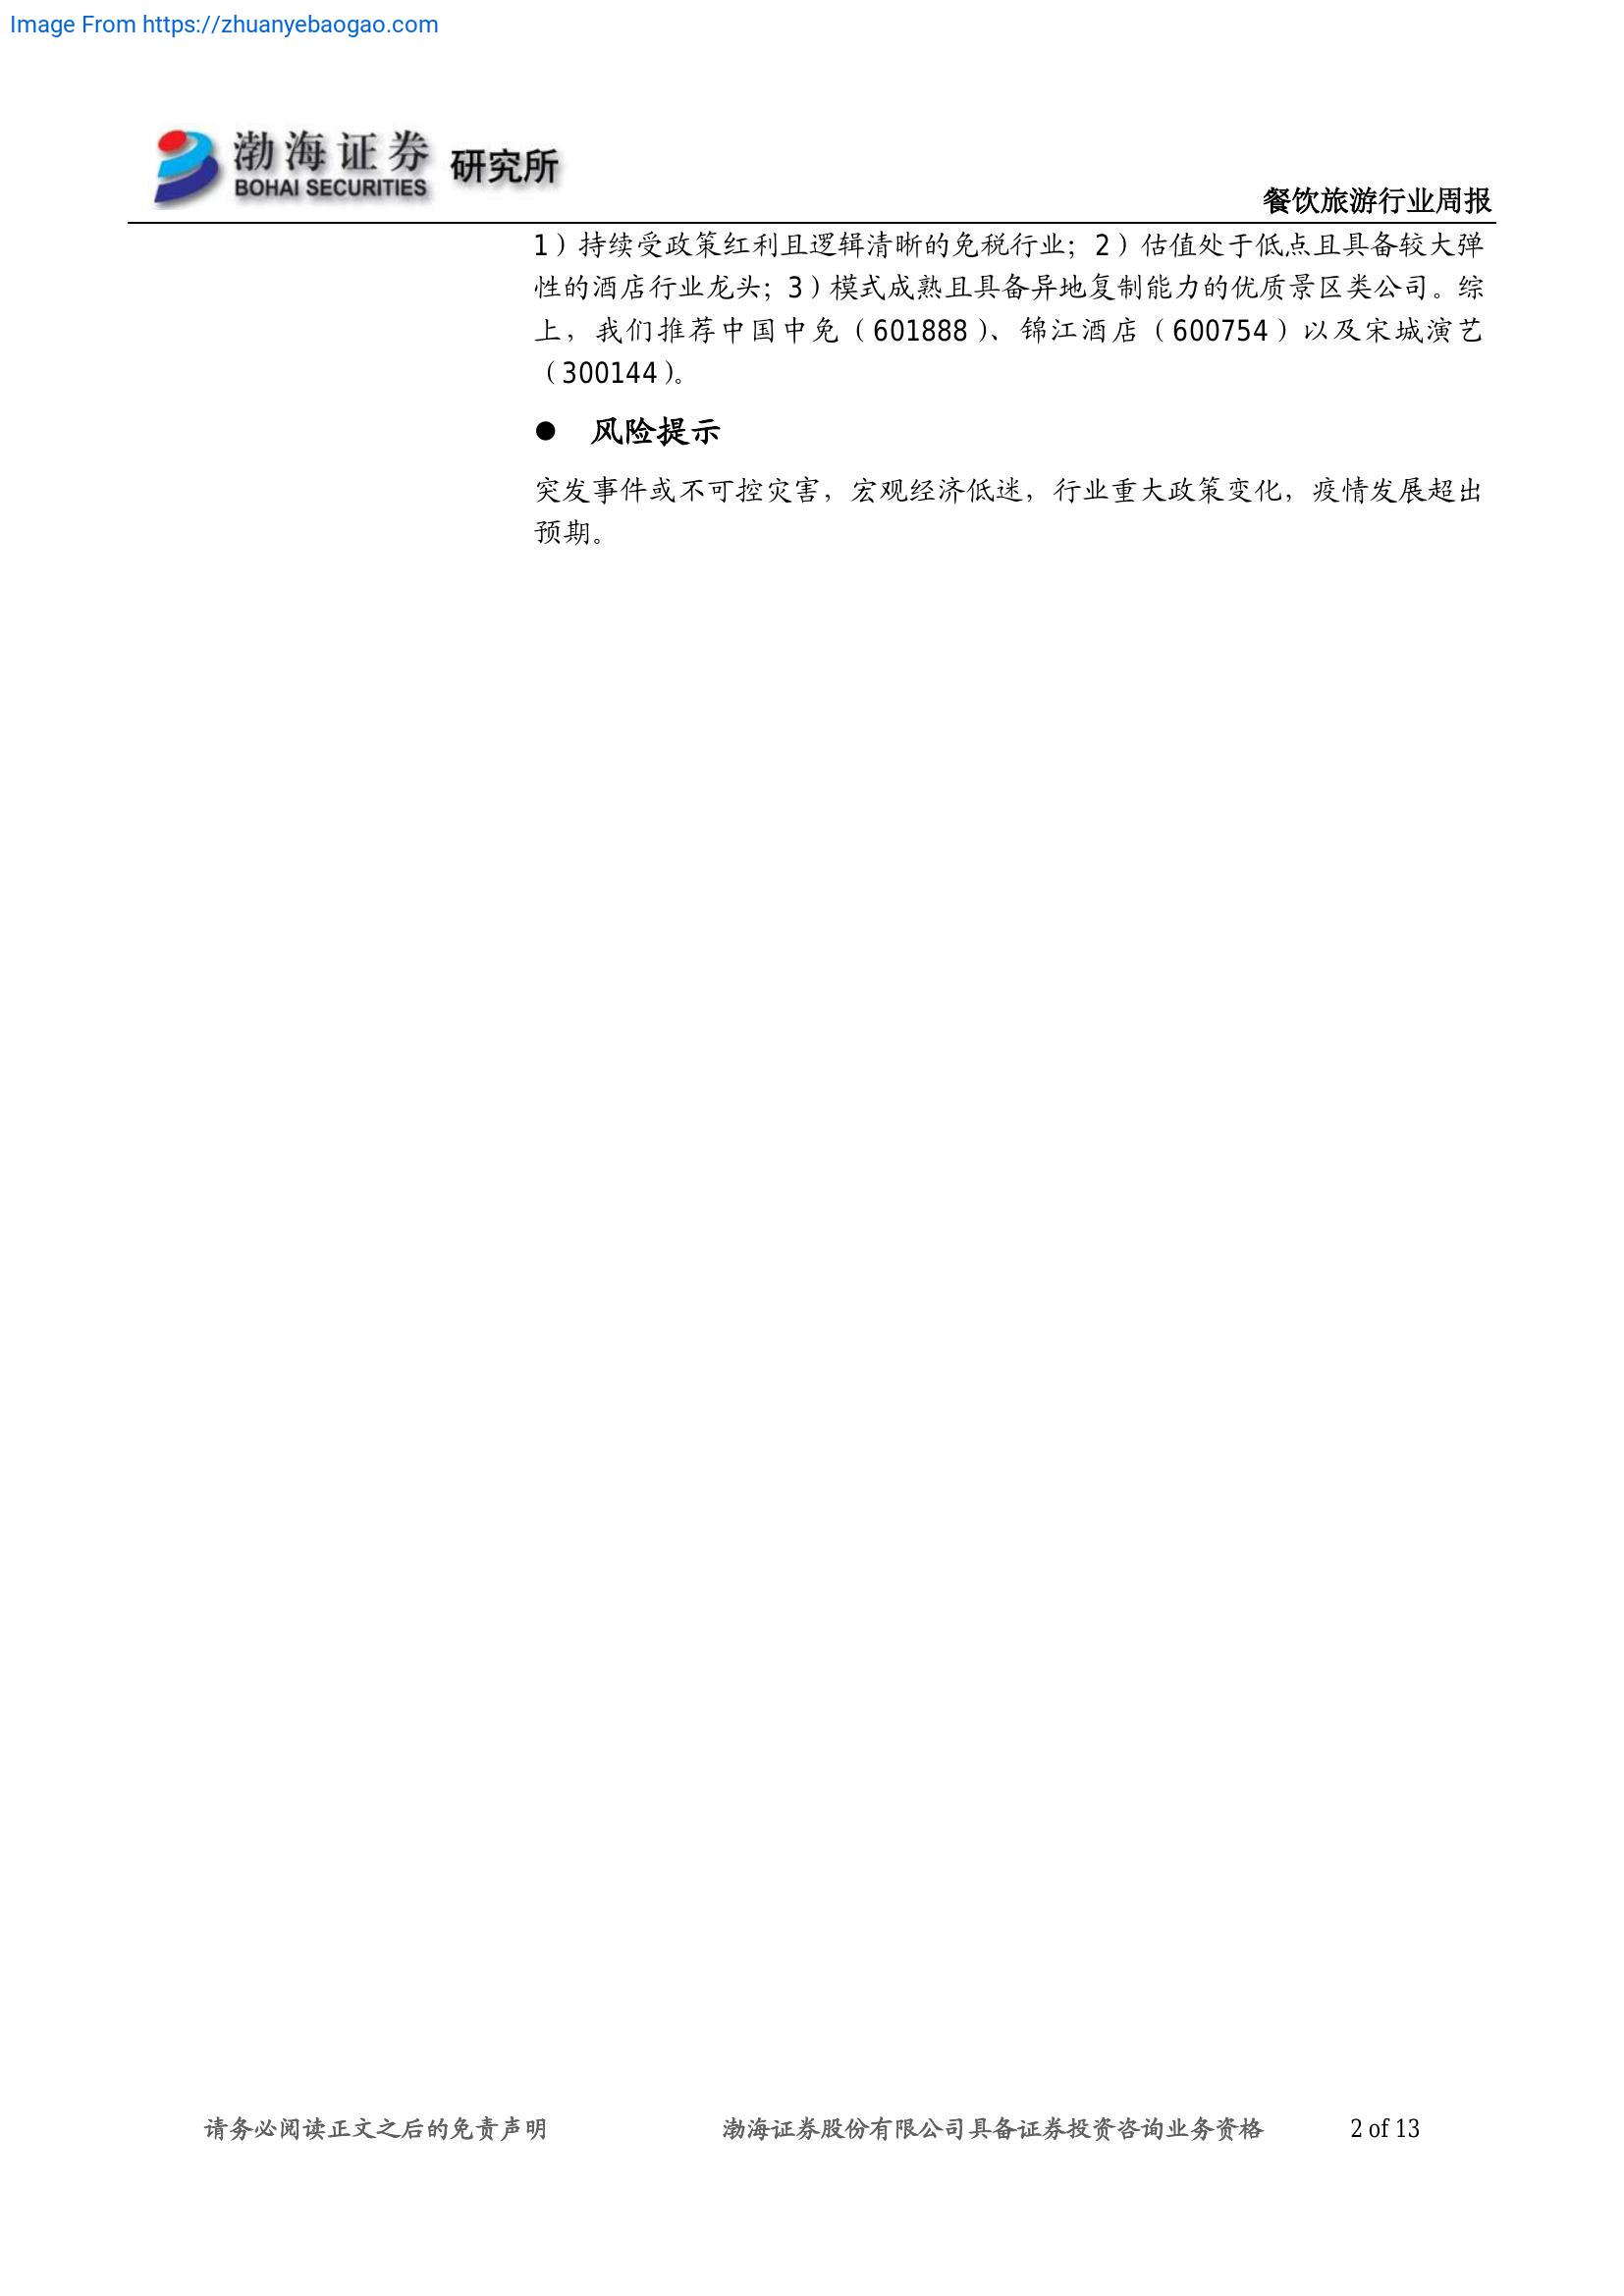 Image From https://zhuanyebaogao.com
渤海证券 研究所
BOHAI SECURITIES
餐饮旅游行业周报
1）持续受政策红利且逻辑清晰的免税行业；2）估值处于低点且具备较大弹
性的酒店行业龙头；3）模式成熟且具备异地复制能力的优质景区类公司。综
上，我们推荐中国中免（601888）、锦江酒店（600754）以及宋城演艺
（300144）。
● 风险提示
突发事件或不可控灾害，宏观经济低迷，行业重大政策变化，疫情发展超出
预期。
请务必阅读正文之后的免责声明 渤海证券股份有限公司具备证券投资咨询业务资格 2 of 13